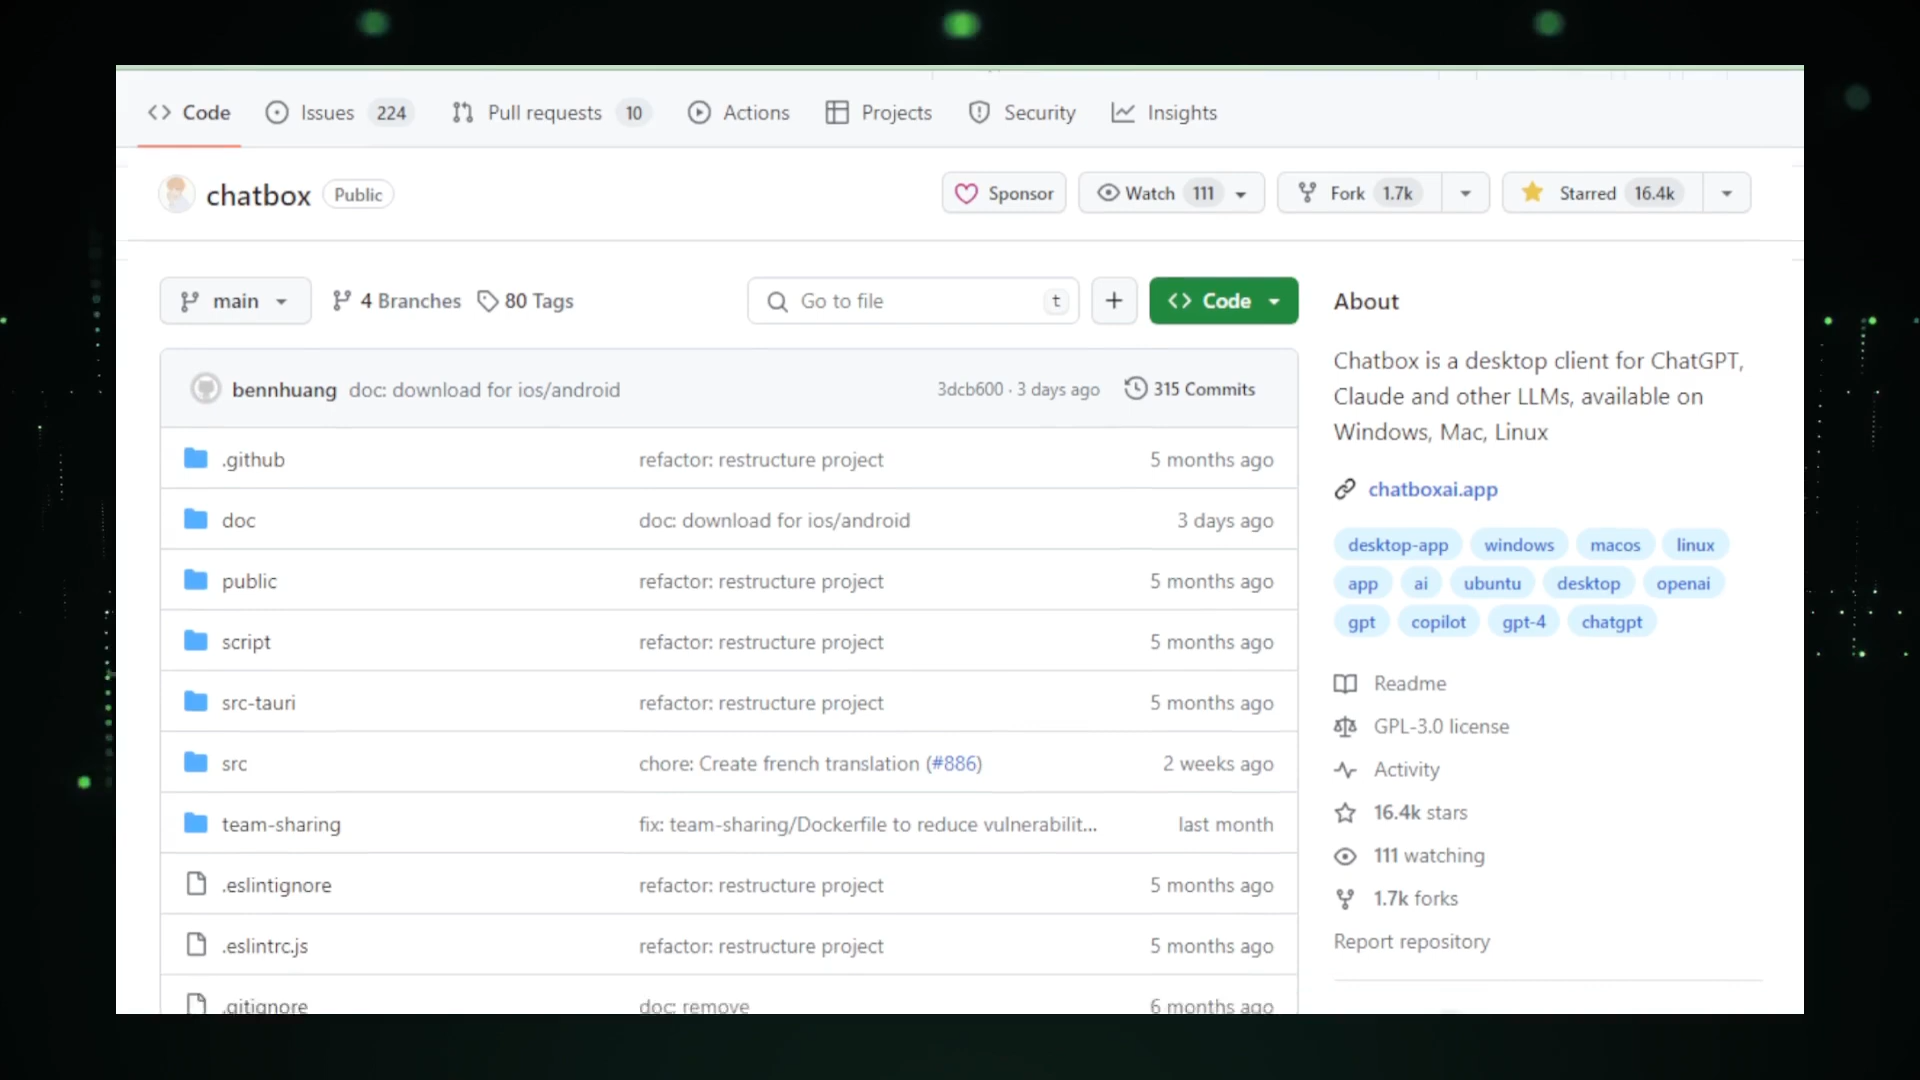 Code Issues 224 Pull requests 10 Actions Projects Security Insights
chatbox Public Sponsor Watch 111 Fork 1.7k Starred 16.4k
main 4 Branches 80 Tags Go to file t + Code
bennhuang doc: download for ios/android 3dcb600 · 3 days ago 315 Commits
.github refactor: restructure project 5 months ago
doc doc: download for ios/android 3 days ago
public refactor: restructure project 5 months ago
script refactor: restructure project 5 months ago
src-tauri refactor: restructure project 5 months ago
src chore: Create french translation (#886) 2 weeks ago
team-sharing fix: team-sharing/Dockerfile to reduce vulnerabilit... last month
.eslintignore refactor: restructure project 5 months ago
.eslintrc.js refactor: restructure project 5 months ago
.gitignore doc: remove 6 months ago
About
Chatbox is a desktop client for ChatGPT,
Claude and other LLMs, available on
Windows, Mac, Linux
chatboxai.app
desktop-app windows macos linux
app ai ubuntu desktop openai
gpt copilot gpt-4 chatgpt
Readme
GPL-3.0 license
Activity
16.4k stars
111 watching
1.7k forks
Report repository